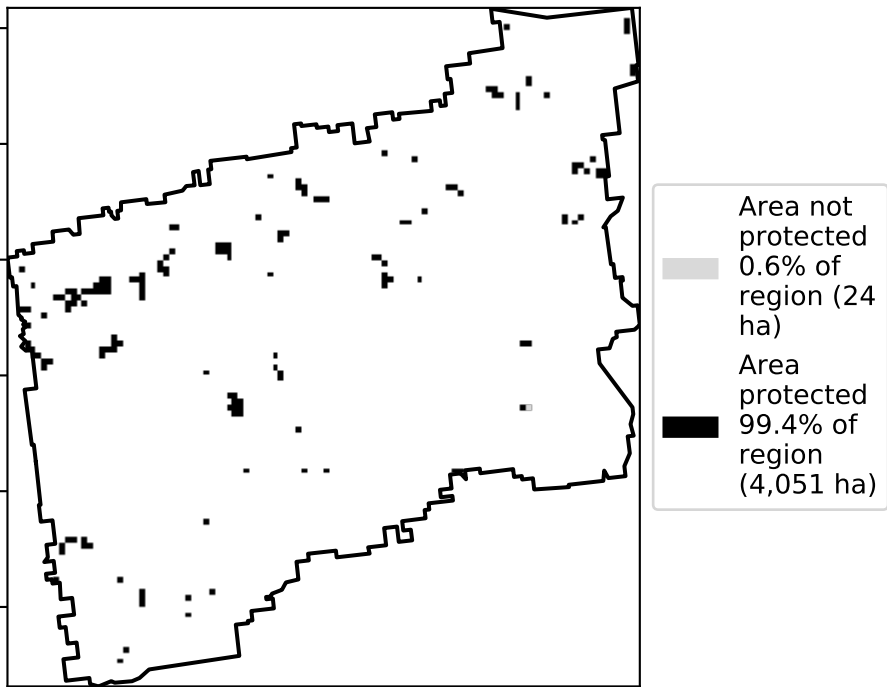 Area not
protected
0.6% of
region (24
ha)
Area
protected
99.4% of
region
(4,051 ha)